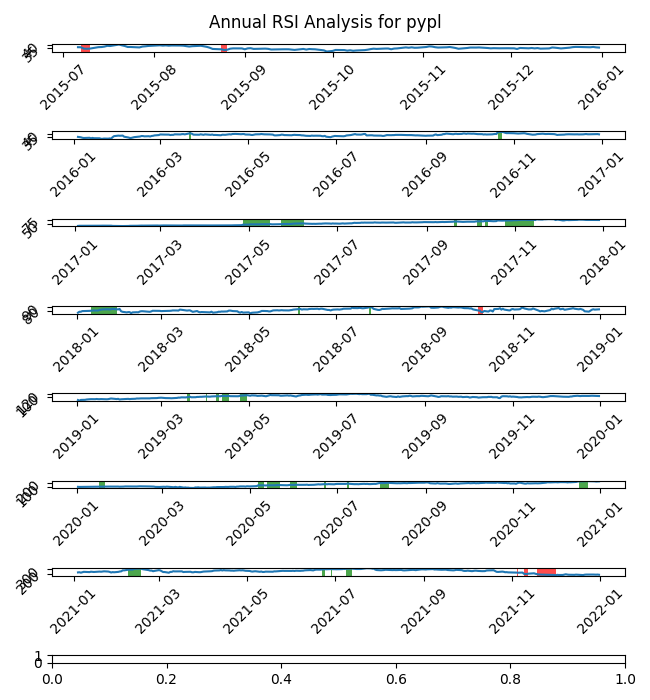 Annual RSI Analysis for pypl
2015-07 2015-08 2015-09 2015-10 2015-11 2015-12 2016-01
2016-01 2016-03 2016-05 2016-07 2016-09 2016-11 2017-01
2017-01 2017-03 2017-05 2017-07 2017-09 2017-11 2018-01
2018-01 2018-03 2018-05 2018-07 2018-09 2018-11 2019-01
2019-01 2019-03 2019-05 2019-07 2019-09 2019-11 2020-01
2020-01 2020-03 2020-05 2020-07 2020-09 2020-11 2021-01
2021-01 2021-03 2021-05 2021-07 2021-09 2021-11 2022-01
1
0
0.0 0.2 0.4 0.6 0.8 1.0